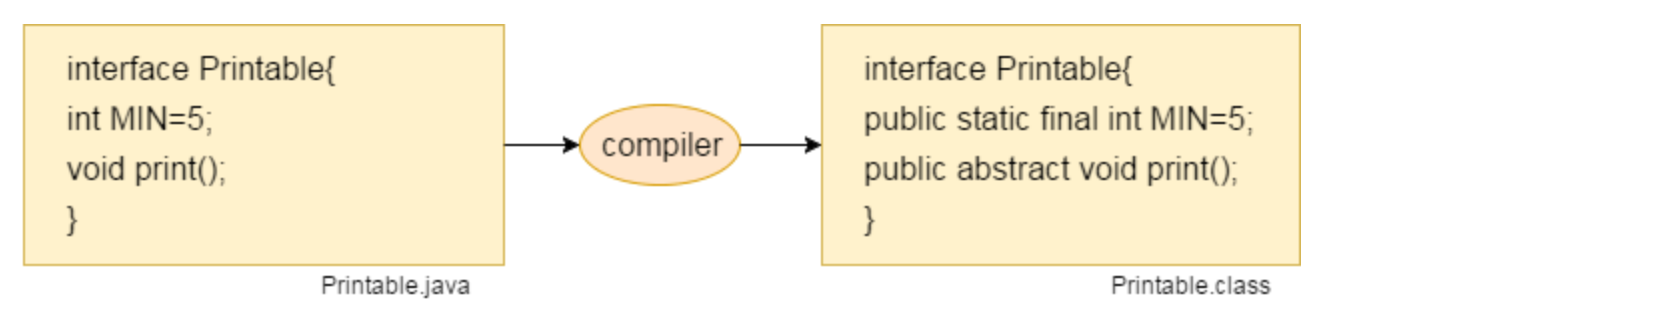 interface Printable{
int MIN=5;
void print();
}
Printable.java
compiler
interface Printable{
public static final int MIN=5;
public abstract void print();
}
Printable.class